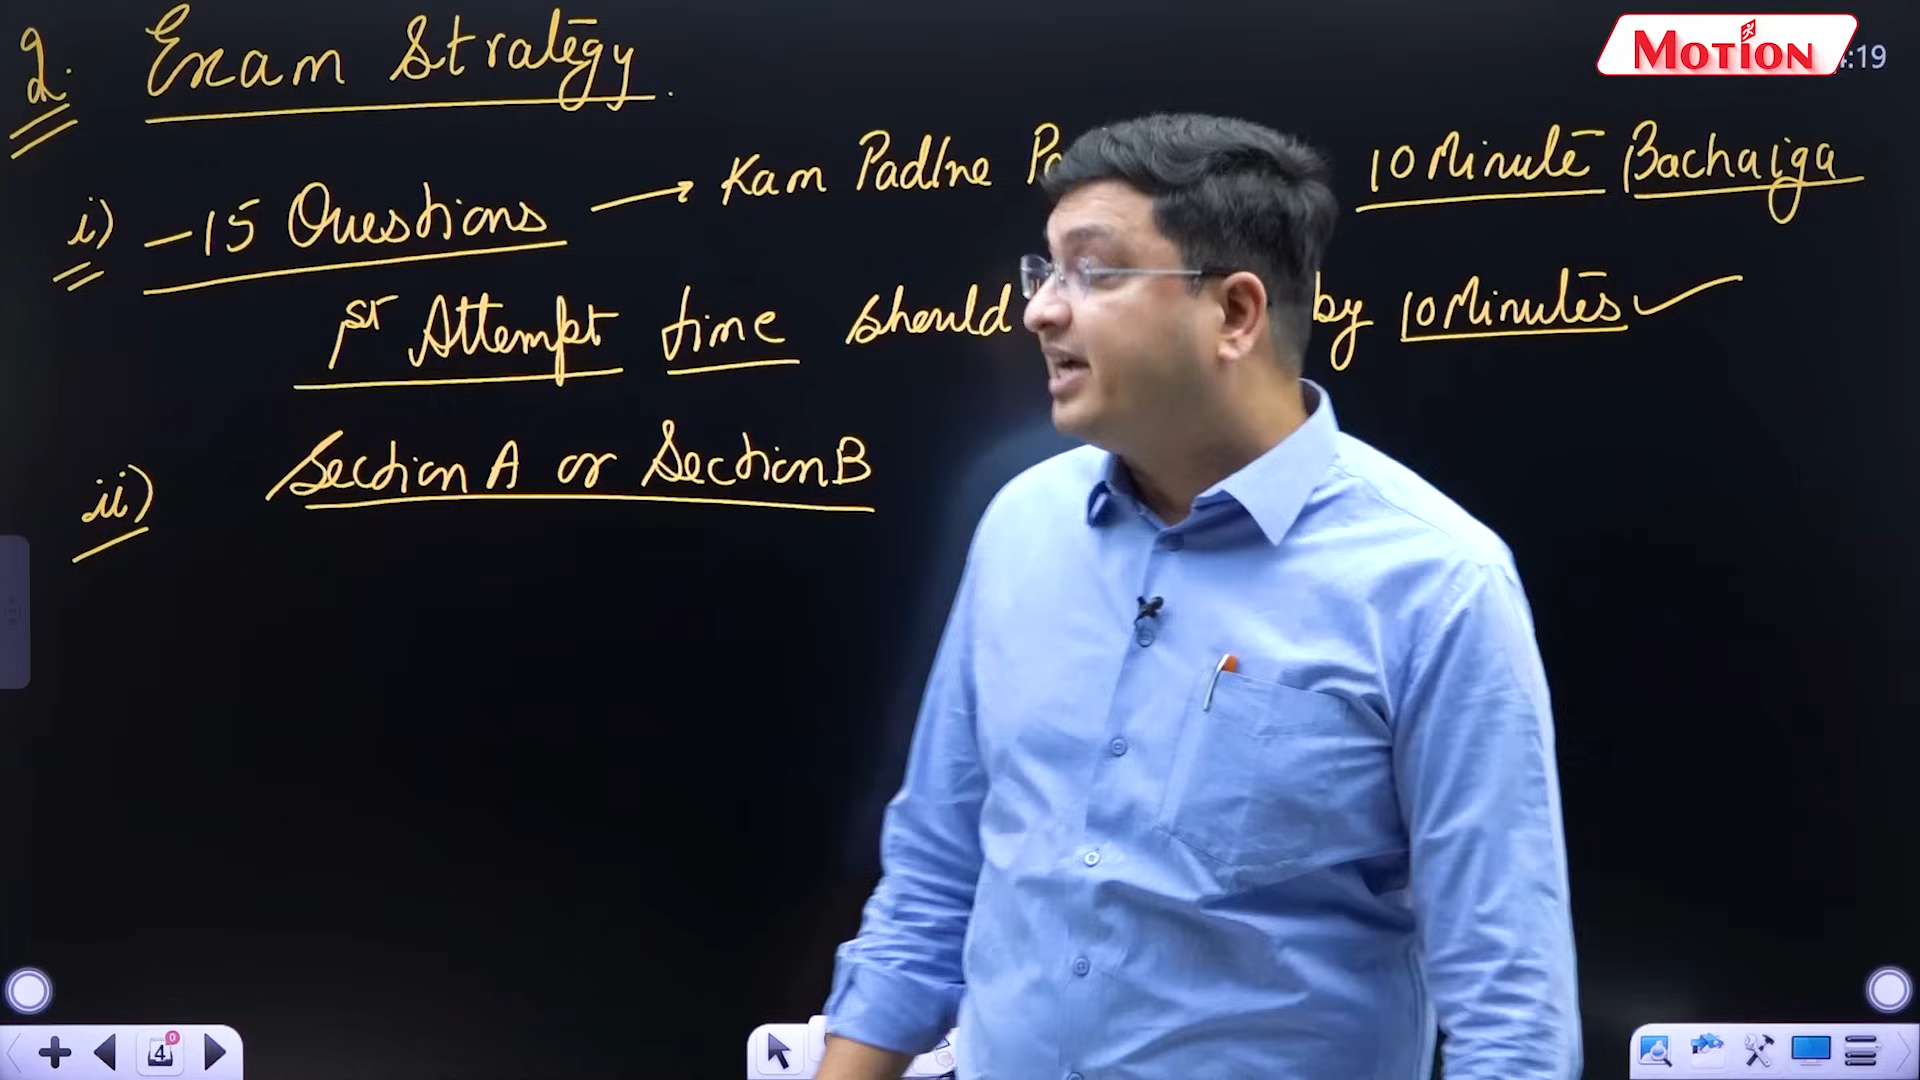 MOTION
:19
2. Exam Strategy.
i) -15 Questions → Kam Padlne 10 Minute Bachaiga
1st Attempt time should by 10 Minutes ✓
ii) Section A or Section B
4
0